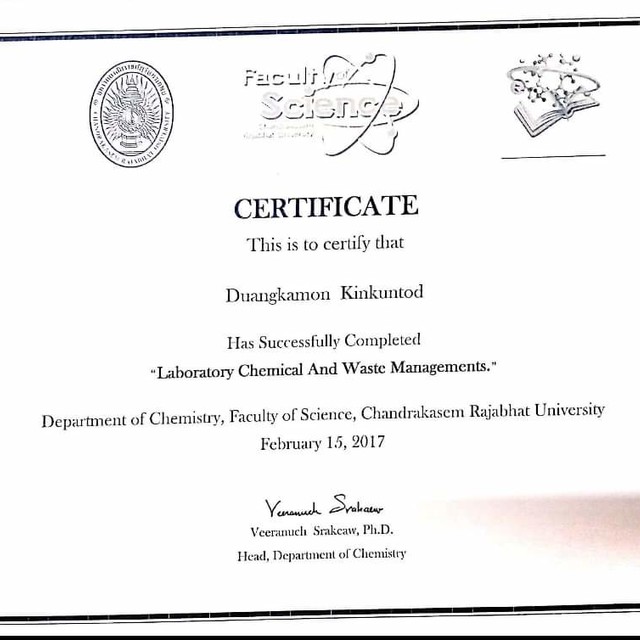 Faculty of
Science
CERTIFICATE
This is to certify that
Duangkamon Kinkuntod
Has Successfully Completed
"Laboratory Chemical And Waste Managements."
Department of Chemistry, Faculty of Science, Chandrakasem Rajabhat University
February 15, 2017
Veeranuch Srakaew
Veeranuch Srakeaw, Ph.D.
Head, Department of Chemistry